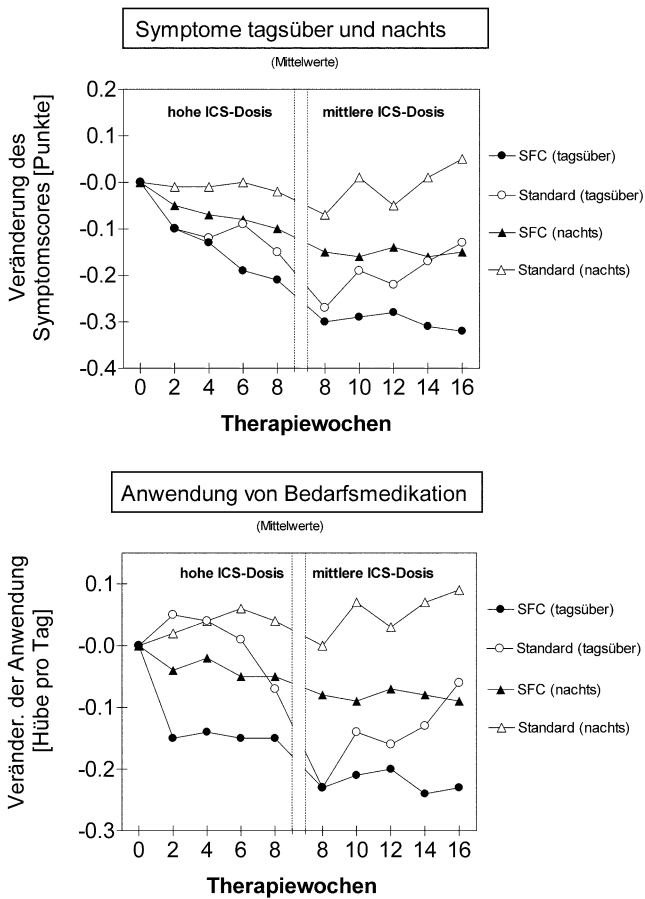 Symptome tagsüber und nachts
(Mittelwerte)
Veränderung des
Symptomscores [Punkte]
0.2
0.1
-0.0
-0.1
-0.2
-0.3
-0.4
hohe ICS-Dosis
mittlere ICS-Dosis
SFC (tagsüber)
Standard (tagsüber)
SFC (nachts)
Standard (nachts)
0 2 4 6 8 8 10 12 14 16
Therapiewochen
Anwendung von Bedarfsmedikation
(Mittelwerte)
Veränder. der Anwendung
[Hübe pro Tag]
0.1
-0.0
-0.1
-0.2
-0.3
hohe ICS-Dosis
mittlere ICS-Dosis
SFC (tagsüber)
Standard (tagsüber)
SFC (nachts)
Standard (nachts)
0 2 4 6 8 8 10 12 14 16
Therapiewochen